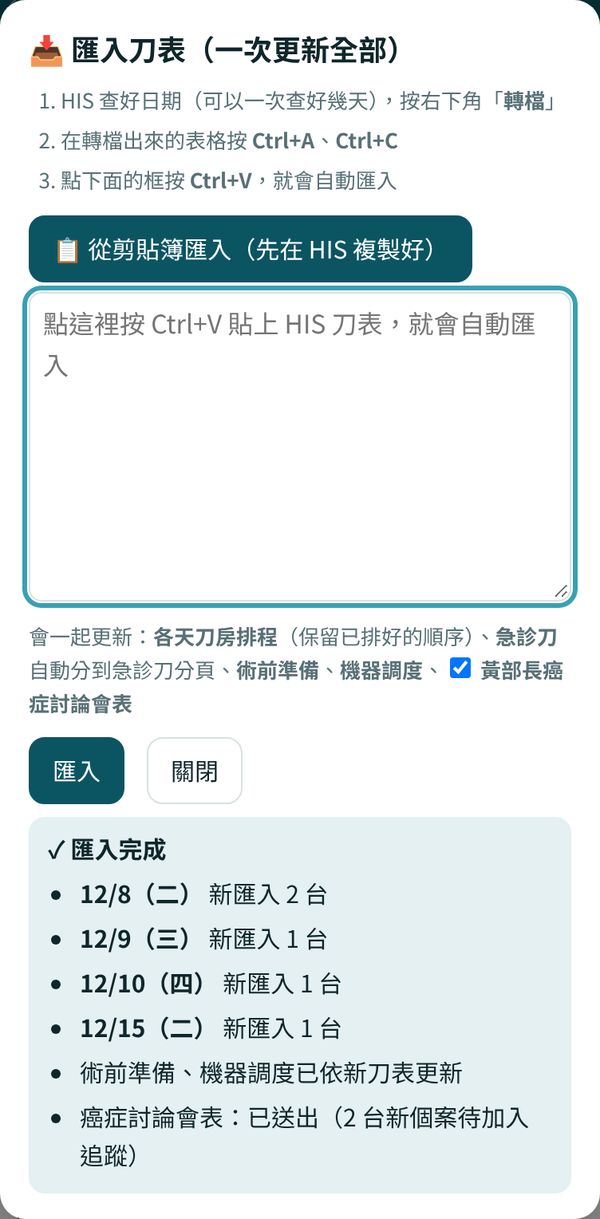 📥 匯入刀表（一次更新全部）
1. HIS 查好日期（可以一次查好幾天），按右下角「轉檔」
2. 在轉檔出來的表格按 Ctrl+A、Ctrl+C
3. 點下面的框按 Ctrl+V，就會自動匯入
📋 從剪貼簿匯入（先在 HIS 複製好）
點這裡按 Ctrl+V 貼上 HIS 刀表，就會自動匯
入
會一起更新：各天刀房排程（保留已排好的順序）、急診刀
自動分到急診刀分頁、術前準備、機器調度、 ☑ 黃部長癌
症討論會表
匯入 關閉
✓ 匯入完成
• 12/8（二） 新匯入 2 台
• 12/9（三） 新匯入 1 台
• 12/10（四） 新匯入 1 台
• 12/15（二） 新匯入 1 台
• 術前準備、機器調度已依新刀表更新
• 癌症討論會表：已送出（2 台新個案待加入
追蹤）